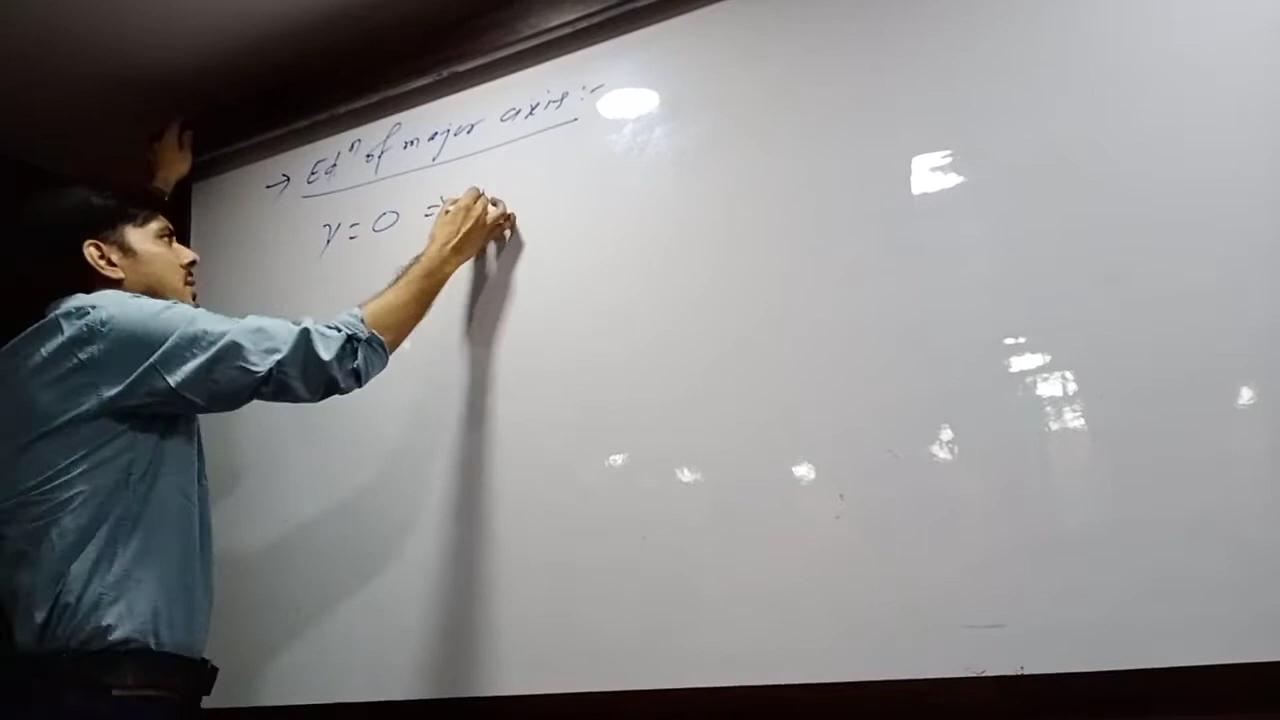 → Eqⁿ of major axis :-
y = 0 =